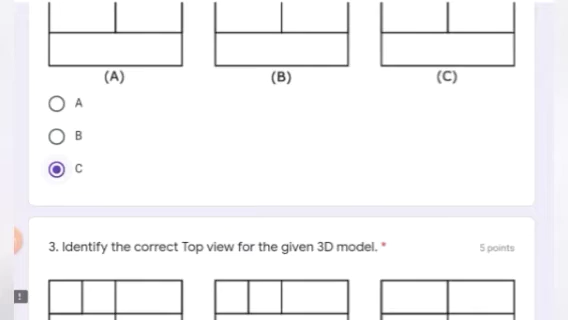 (A) (B) (C)
A
B
C
3. Identify the correct Top view for the given 3D model. * 5 points
!